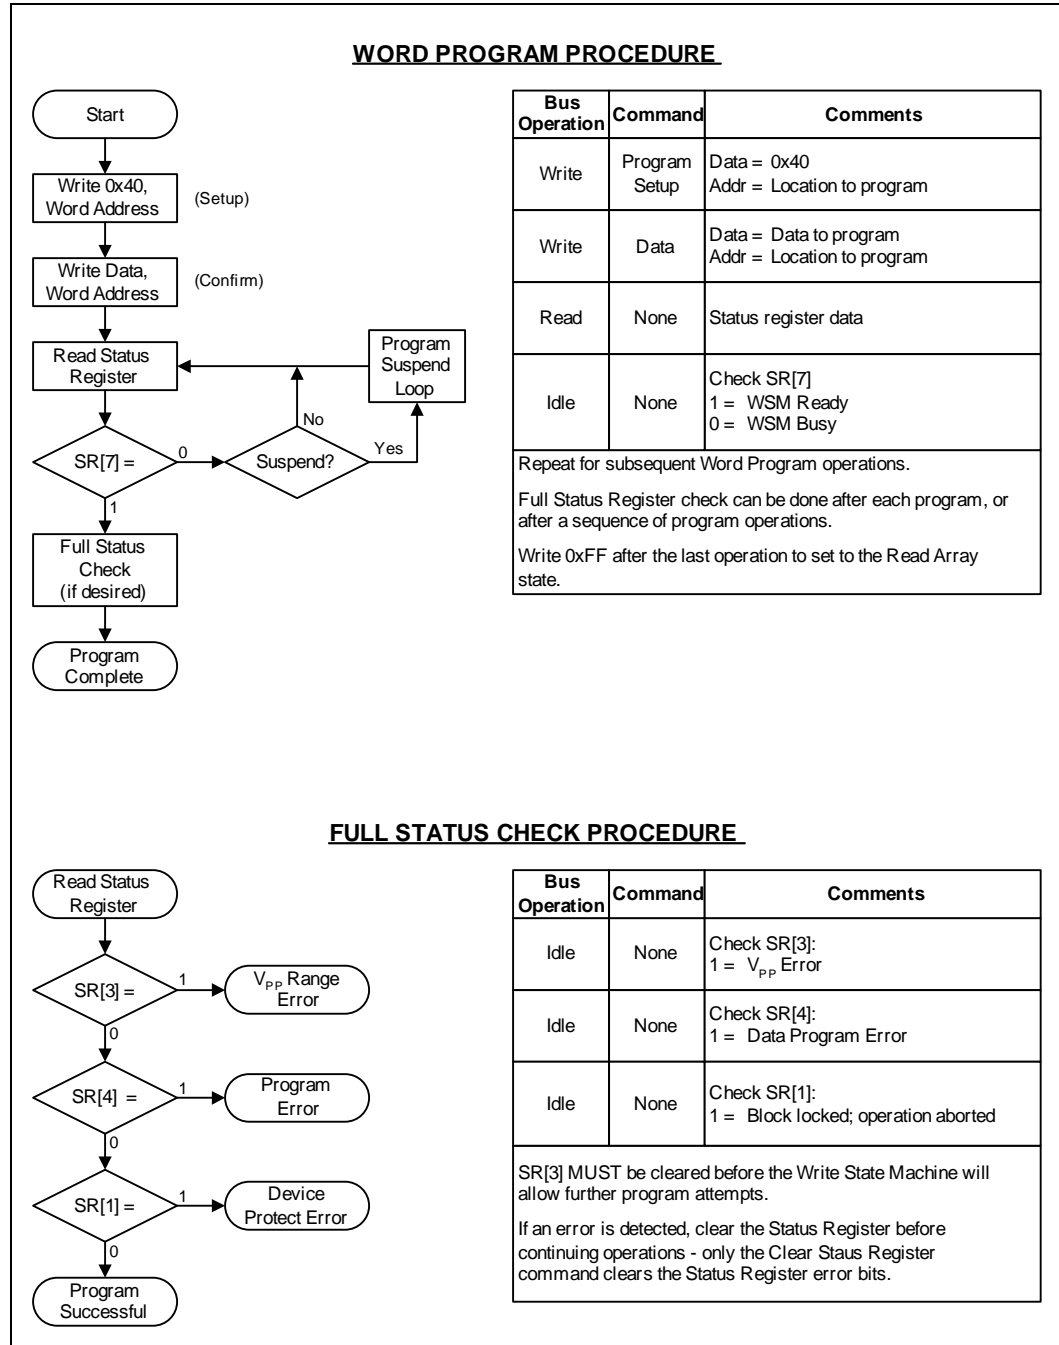 WORD PROGRAM PROCEDURE
Start
Write 0x40,
Word Address
(Setup)
Write Data,
Word Address
(Confirm)
Read Status
Register
Program
Suspend
Loop
No
SR[7] =
0
Suspend?
Yes
1
Full Status
Check
(if desired)
Program
Complete
Bus
Operation
Command
Comments
Write
Program
Setup
Data = 0x40
Addr = Location to program
Write
Data
Data = Data to program
Addr = Location to program
Read
None
Status register data
Idle
None
Check SR[7]
1 = WSM Ready
0 = WSM Busy
Repeat for subsequent Word Program operations.
Full Status Register check can be done after each program, or
after a sequence of program operations.
Write 0xFF after the last operation to set to the Read Array
state.
FULL STATUS CHECK PROCEDURE
Read Status
Register
SR[3] =
1
VPP Range
Error
0
SR[4] =
1
Program
Error
0
SR[1] =
1
Device
Protect Error
0
Program
Successful
Bus
Operation
Command
Comments
Idle
None
Check SR[3]:
1 = VPP Error
Idle
None
Check SR[4]:
1 = Data Program Error
Idle
None
Check SR[1]:
1 = Block locked; operation aborted
SR[3] MUST be cleared before the Write State Machine will
allow further program attempts.
If an error is detected, clear the Status Register before
continuing operations - only the Clear Staus Register
command clears the Status Register error bits.